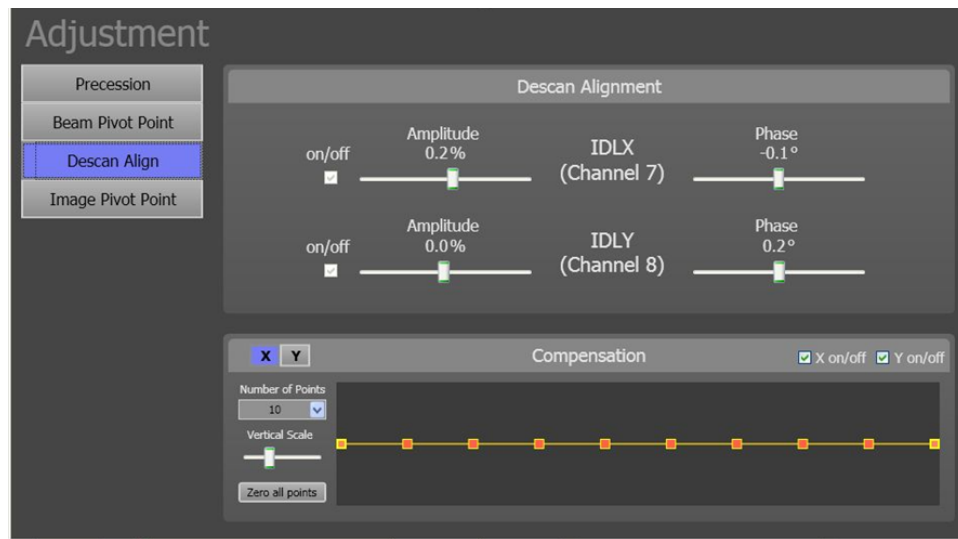 Adjustment
Precession
Beam Pivot Point
Descan Align
Image Pivot Point
Descan Alignment
on/off
Amplitude
0.2%
IDLX
(Channel 7)
Phase
-0.1°
on/off
Amplitude
0.0%
IDLY
(Channel 8)
Phase
0.2°
X Y
Compensation
X on/off Y on/off
Number of Points
10
Vertical Scale
Zero all points